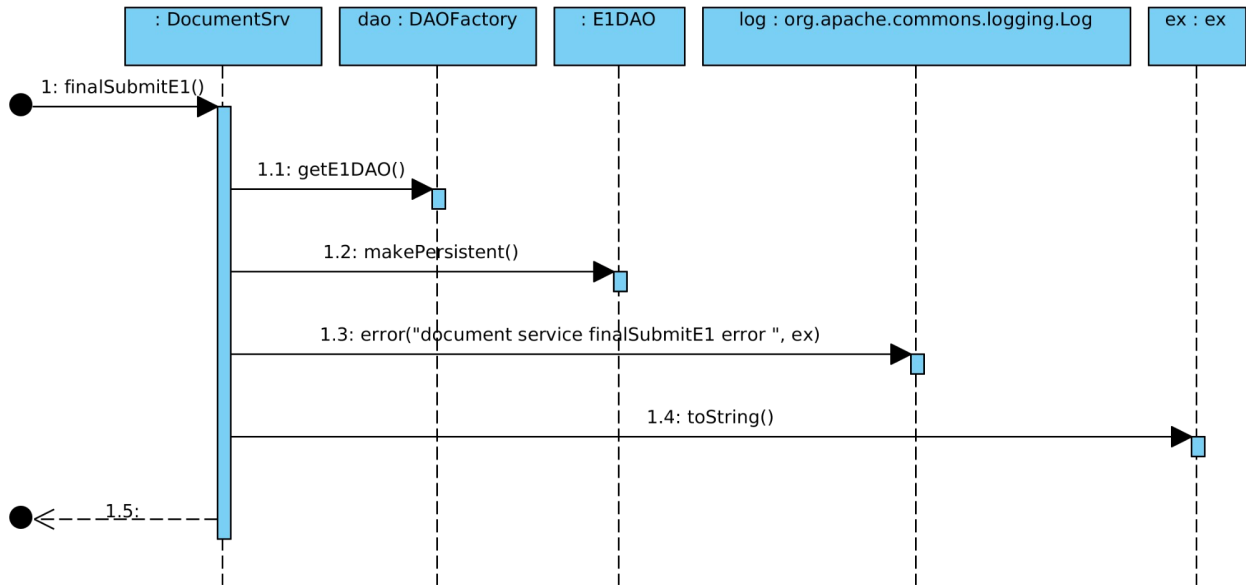 : DocumentSrv
dao : DAOFactory
: E1DAO
log : org.apache.commons.logging.Log
ex : ex
1: finalSubmitE1()
1.1: getE1DAO()
1.2: makePersistent()
1.3: error("document service finalSubmitE1 error ", ex)
1.4: toString()
1.5: